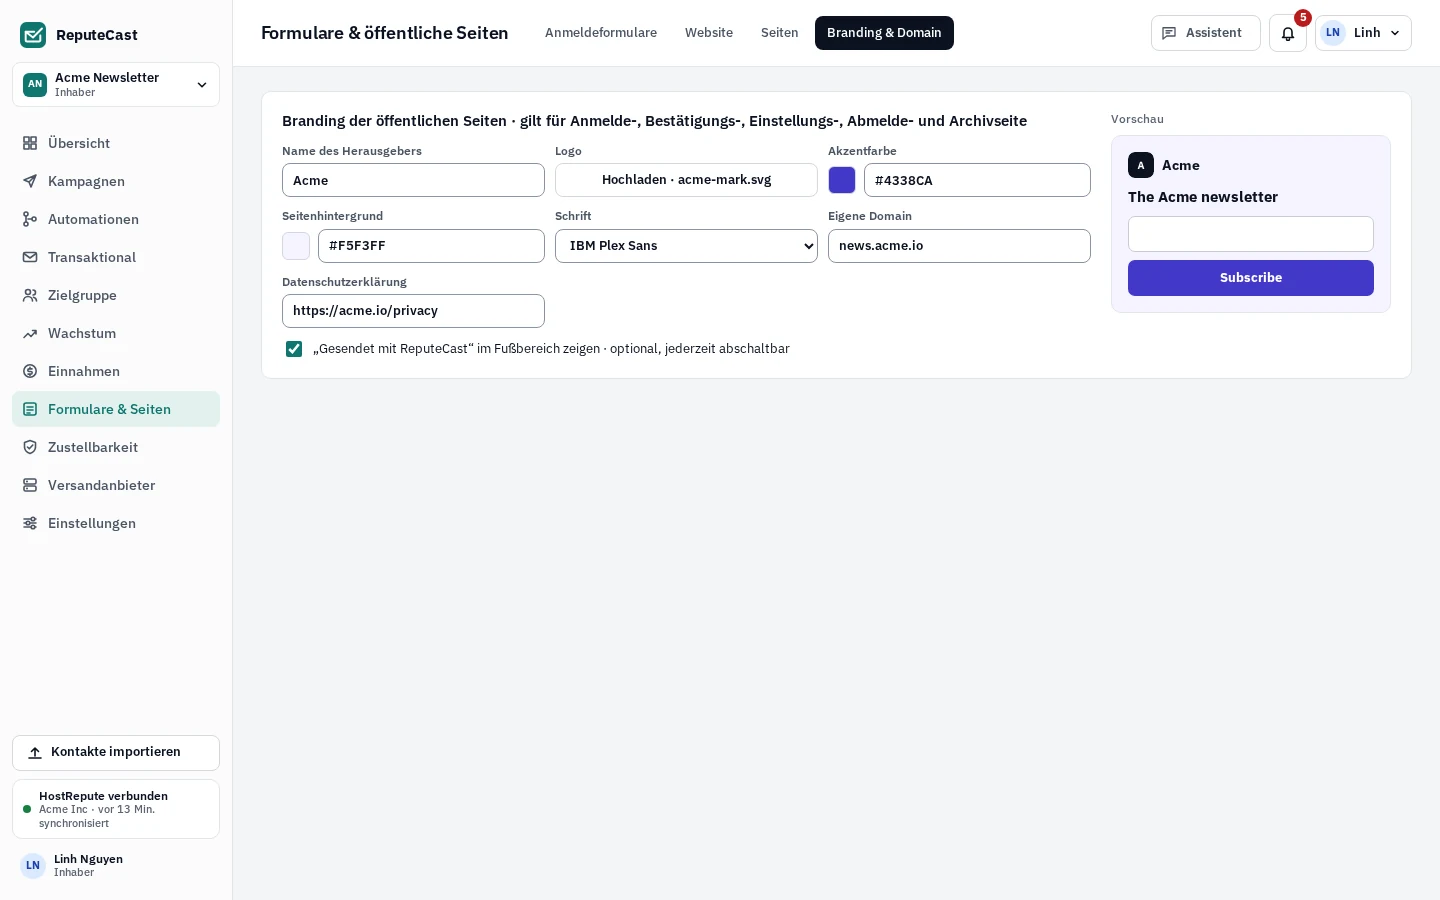 ReputeCast
AN
Acme Newsletter
Inhaber
Übersicht
Kampagnen
Automationen
Transaktional
Zielgruppe
Wachstum
Einnahmen
Formulare & Seiten
Zustellbarkeit
Versandanbieter
Einstellungen
Kontakte importieren
HostRepute verbunden
Acme Inc · vor 13 Min.
synchronisiert
LN
Linh Nguyen
Inhaber
Formulare & öffentliche Seiten
Anmeldeformulare
Website
Seiten
Branding & Domain
Assistent
5
LN
Linh
Branding der öffentlichen Seiten · gilt für Anmelde-, Bestätigungs-, Einstellungs-, Abmelde- und Archivseite
Name des Herausgebers
Acme
Logo
Hochladen · acme-mark.svg
Akzentfarbe
#4338CA
Seitenhintergrund
#F5F3FF
Schrift
IBM Plex Sans
Eigene Domain
news.acme.io
Datenschutzerklärung
https://acme.io/privacy
„Gesendet mit ReputeCast“ im Fußbereich zeigen · optional, jederzeit abschaltbar
Vorschau
A
Acme
The Acme newsletter
Subscribe